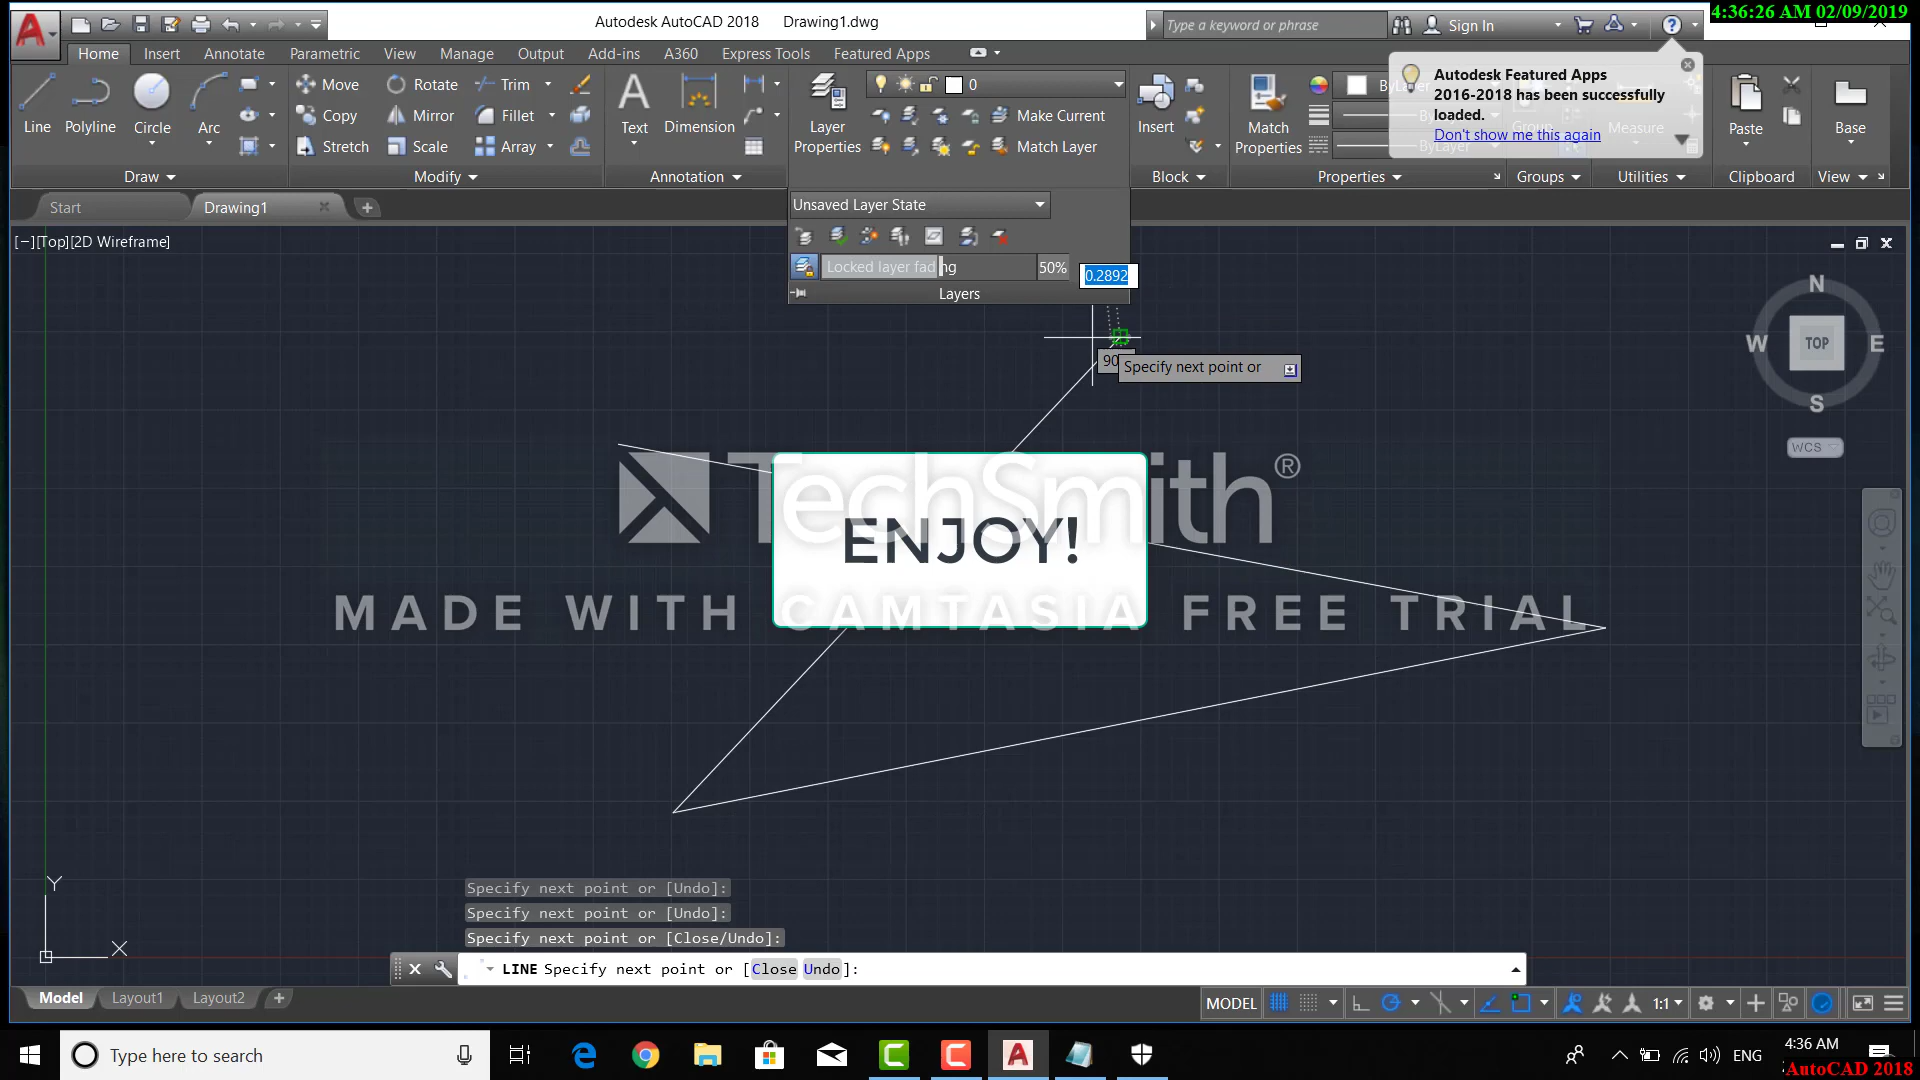 Autodesk AutoCAD 2018 Drawing1.dwg
Type a keyword or phrase
Sign In
4:36:26 AM 02/09/2019
Home Insert Annotate Parametric View Manage Output Add-ins A360 Express Tools Featured Apps
Line Polyline Circle Arc
Move Rotate Trim
Copy Mirror Fillet
Stretch Scale Array
Text Dimension
Layer Properties
0
Make Current
Match Layer
Insert
Match Properties
ByLayer
Group
Measure
Paste
Base
Autodesk Featured Apps
2016-2018 has been successfully
loaded.
Don't show me this again
Draw Modify Annotation Block Properties Groups Utilities Clipboard View
Start Drawing1
Unsaved Layer State
Locked layer fading 50%
0.2892
Layers
[−][Top][2D Wireframe]
N
W TOP E
S
WCS
90
Specify next point or
TechSmith®
ENJOY!
MADE WITH CAMTASIA FREE TRIAL
Y
X
Specify next point or [Undo]:
Specify next point or [Undo]:
Specify next point or [Close/Undo]:
LINE Specify next point or [Close Undo]:
Model Layout1 Layout2
MODEL 1:1
Type here to search
ENG
4:36 AM
AutoCAD 2018